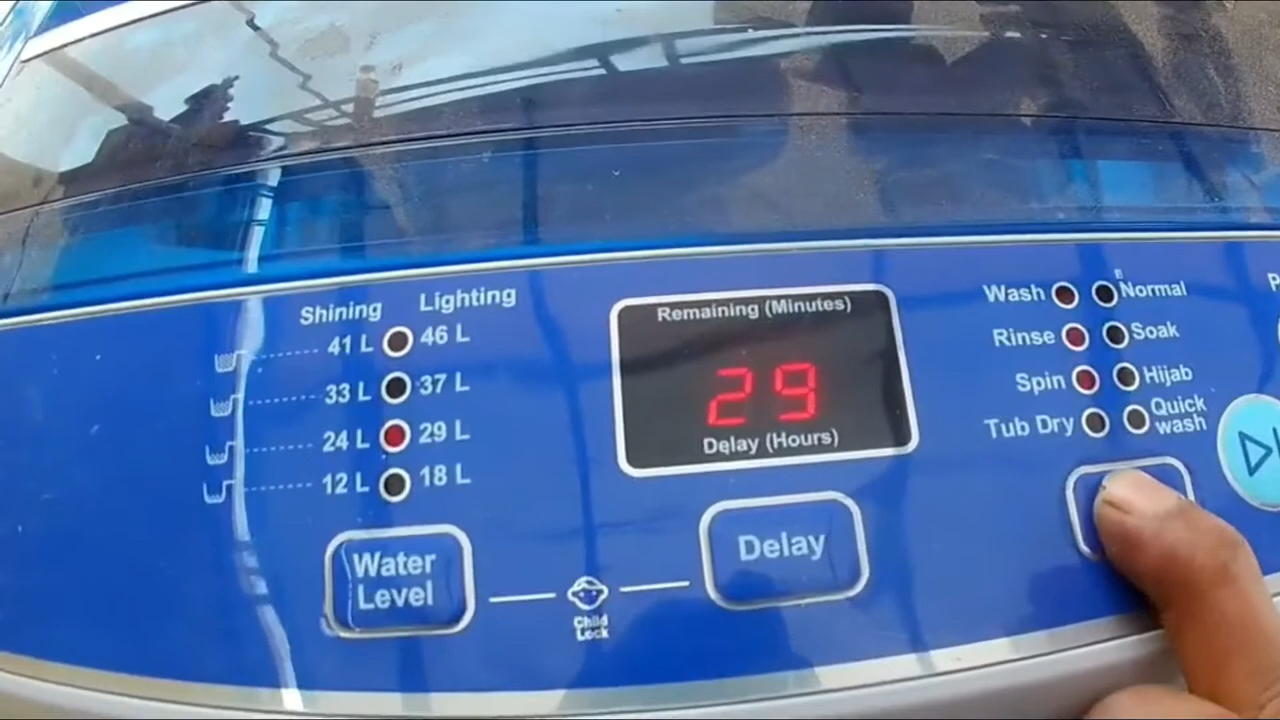 Shining Lighting
41 L 46 L
33 L 37 L
24 L 29 L
12 L 18 L
Water
Level
Child
Lock
Remaining (Minutes)
29
Delay (Hours)
Delay
Wash Normal
Rinse Soak
Spin Hijab
Tub Dry Quick
wash